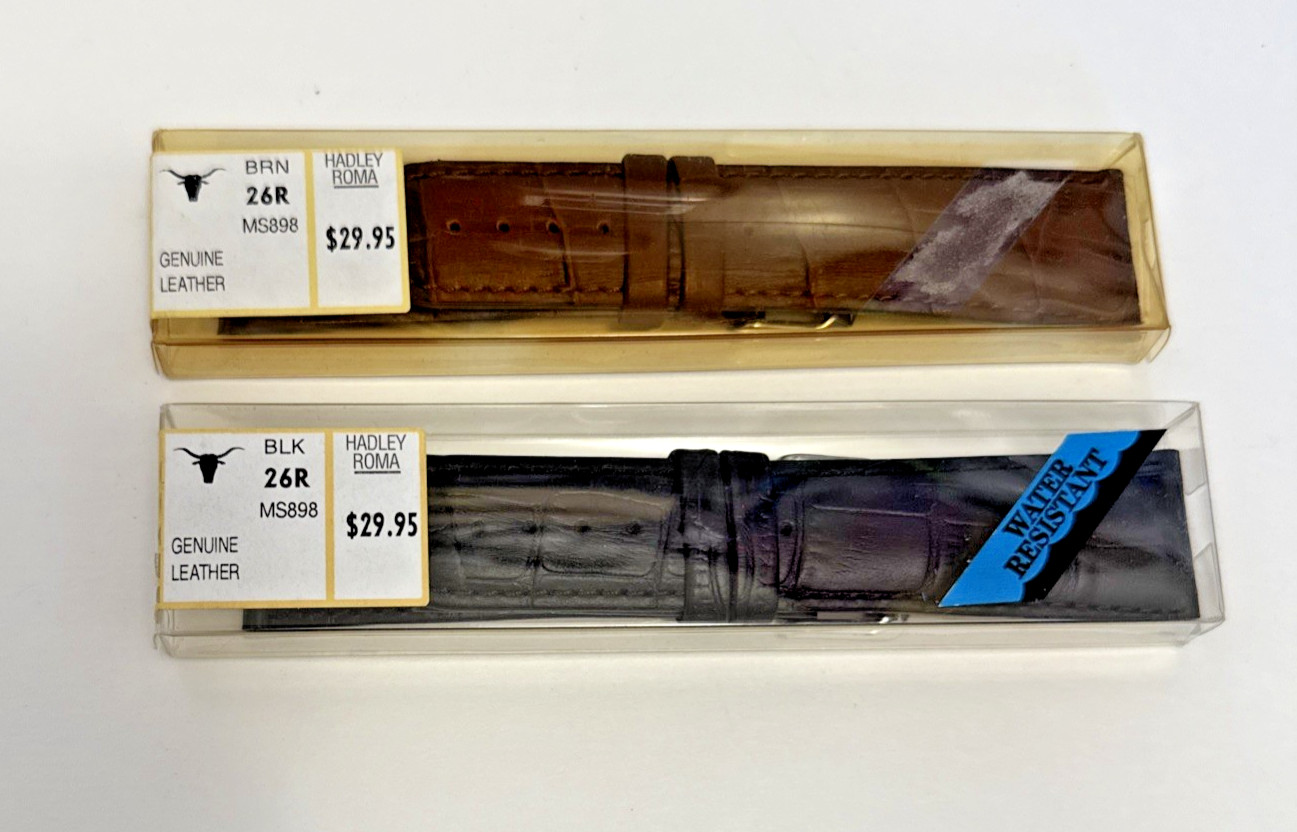 BRN
26R
MS898
GENUINE
LEATHER
HADLEY
ROMA
$29.95
BLK
26R
MS898
GENUINE
LEATHER
HADLEY
ROMA
$29.95
WATER
RESISTANT